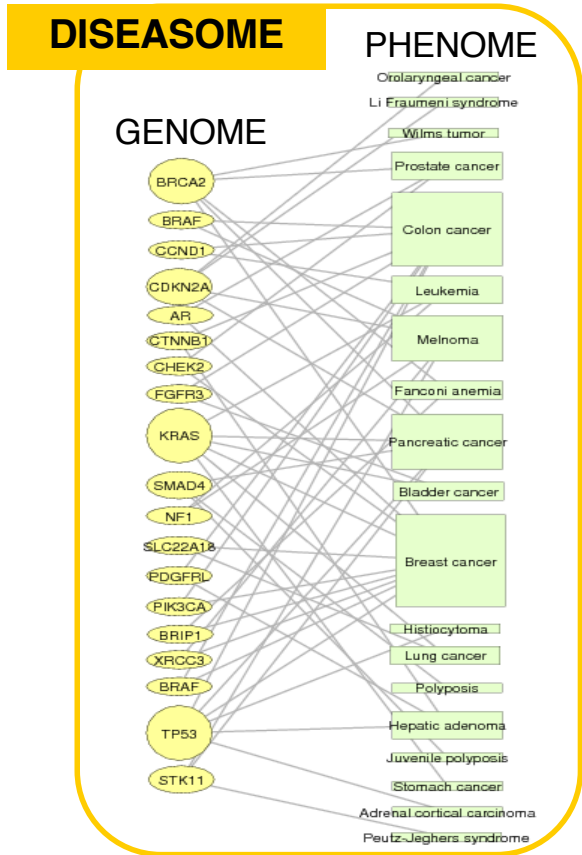 DISEASOME
PHENOME
GENOME
BRCA2
BRAF
CCND1
CDKN2A
AR
CTNNB1
CHEK2
FGFR3
KRAS
SMAD4
NF1
SLC22A18
PDGFRL
PIK3CA
BRIP1
XRCC3
BRAF
TP53
STK11
Orolaryngeal cancer
Li Fraumeni syndrome
Wilms tumor
Prostate cancer
Colon cancer
Leukemia
Melnoma
Fanconi anemia
Pancreatic cancer
Bladder cancer
Breast cancer
Histiocytoma
Lung cancer
Polyposis
Hepatic adenoma
Juvenile polyposis
Stomach cancer
Adrenal cortical carcinoma
Peutz-Jeghers syndrome